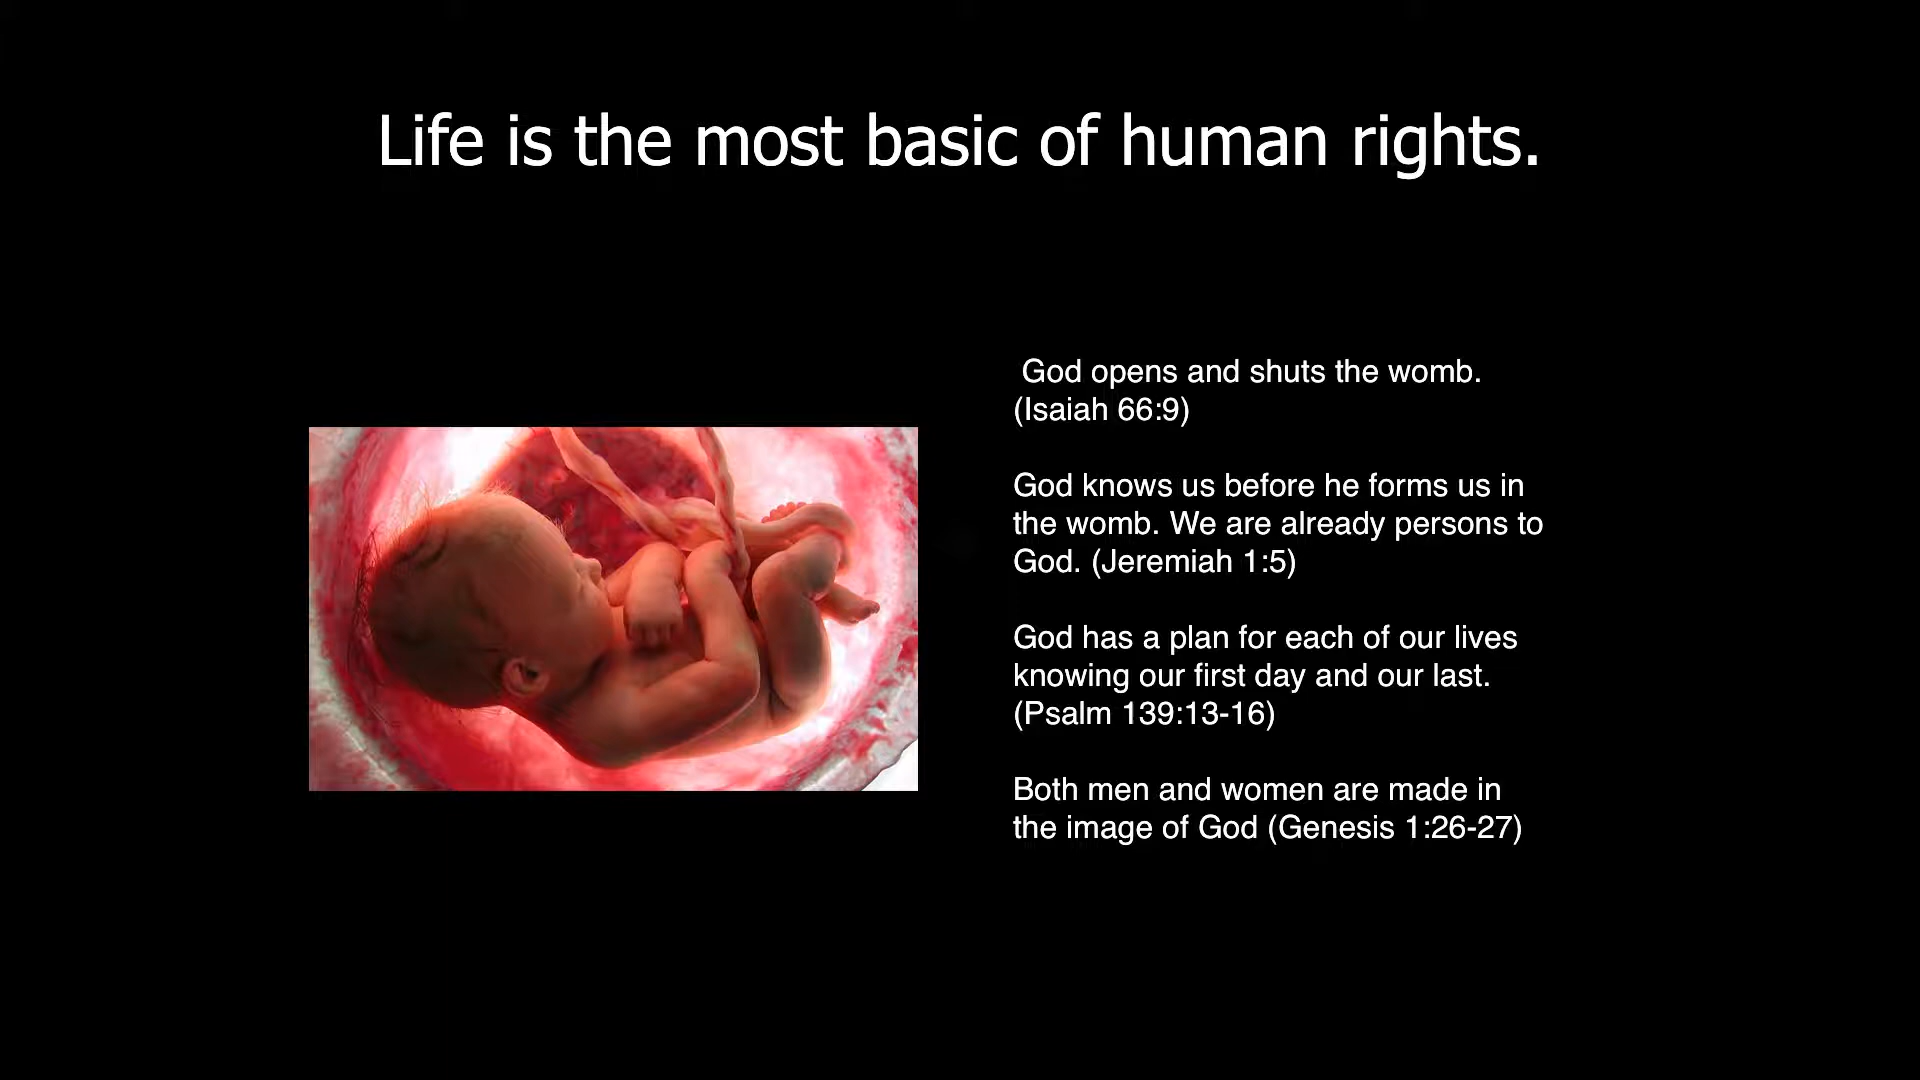 Life is the most basic of human rights.
God opens and shuts the womb.
(Isaiah 66:9)
God knows us before he forms us in
the womb. We are already persons to
God. (Jeremiah 1:5)
God has a plan for each of our lives
knowing our first day and our last.
(Psalm 139:13-16)
Both men and women are made in
the image of God (Genesis 1:26-27)